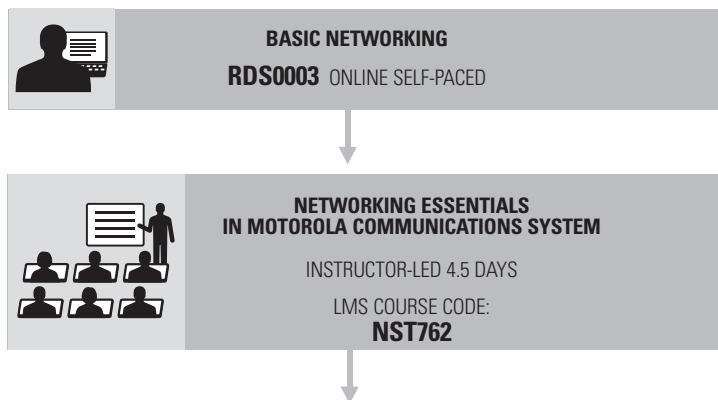 BASIC NETWORKING
RDS0003 ONLINE SELF-PACED
NETWORKING ESSENTIALS
IN MOTOROLA COMMUNICATIONS SYSTEM
INSTRUCTOR-LED 4.5 DAYS
LMS COURSE CODE:
NST762